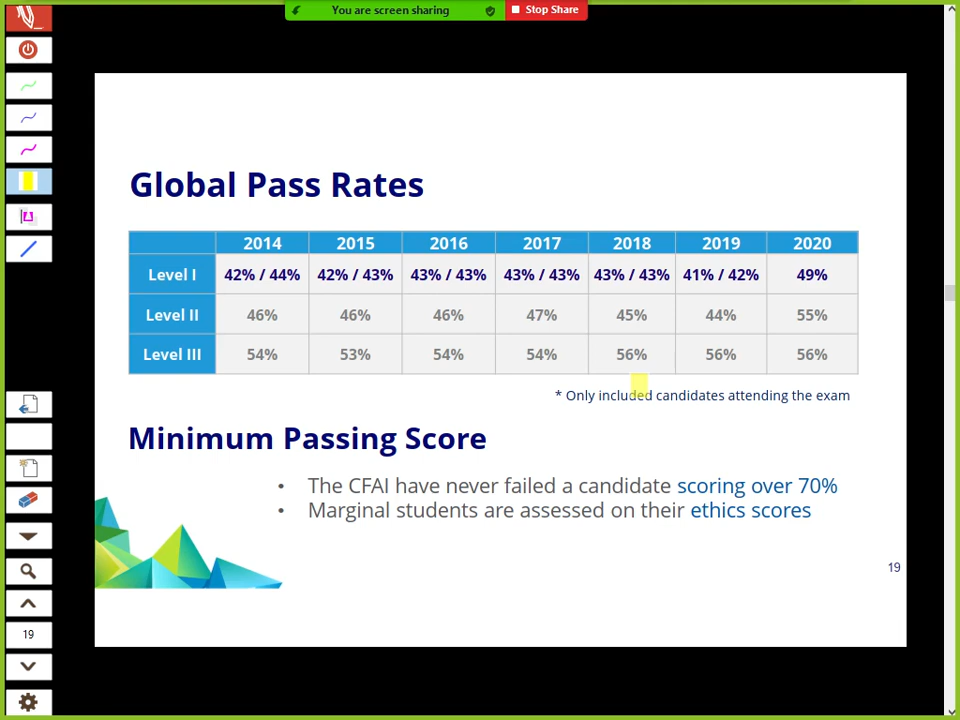 You are screen sharing
Stop Share
Global Pass Rates
2014 2015 2016 2017 2018 2019 2020
Level I 42% / 44% 42% / 43% 43% / 43% 43% / 43% 43% / 43% 41% / 42% 49%
Level II 46% 46% 46% 47% 45% 44% 55%
Level III 54% 53% 54% 54% 56% 56% 56%
* Only included candidates attending the exam
Minimum Passing Score
• The CFAI have never failed a candidate scoring over 70%
• Marginal students are assessed on their ethics scores
19
19